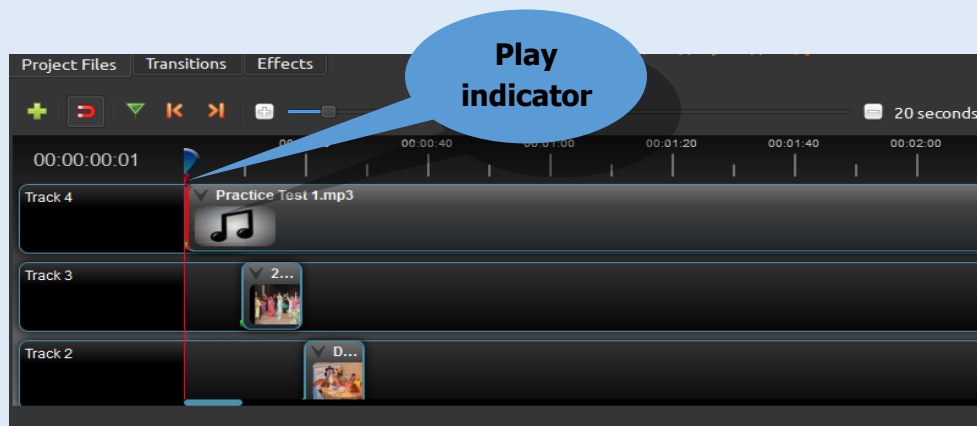 Play
indicator
Project Files Transitions Effects
20 seconds
00:00:00:01
00:00:40 00:01:00 00:01:20 00:01:40 00:02:00
Track 4
Practice Test 1.mp3
Track 3
2...
Track 2
D...